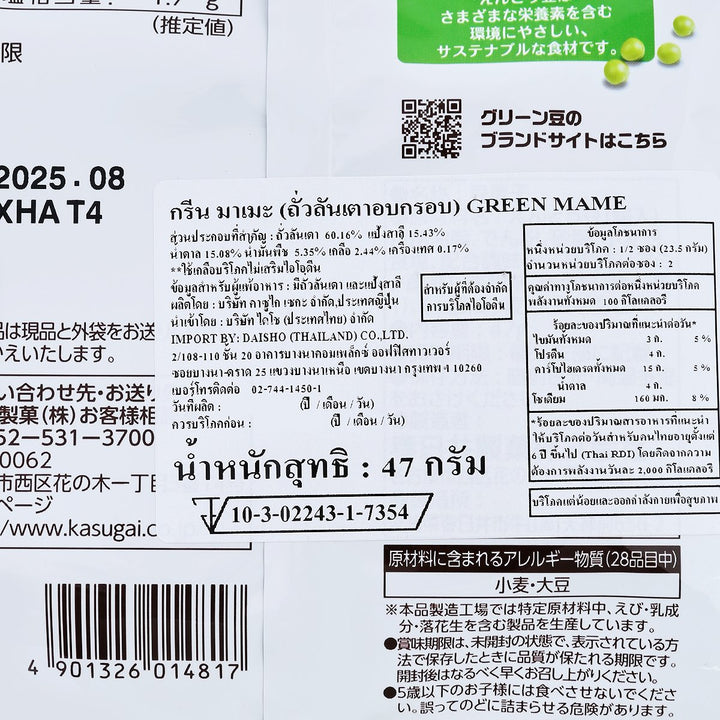 (推定値)
限
さまざまな栄養素を含む
環境にやさしい、
サステナブルな食材です。
グリーン豆の
ブランドサイトはこちら
2025.08
XHA T4
กรีน มาเมะ (ถั่วลันเตาอบกรอบ) GREEN MAME
ส่วนประกอบที่สำคัญ : ถั่วลันเตา 60.16% แป้งสาลี 15.43%
น้ำตาล 15.08% น้ำมันพืช 5.35% เกลือ 2.44% เครื่องเทศ 0.17%
**ใช้เกลือบริโภคไม่เสริมไอโอดีน
ข้อมูลสำหรับผู้แพ้อาหาร : มีถั่วลันเตา และแป้งสาลี
ผลิตโดย : บริษัท คาซูไก เซกะ จำกัด,ประเทศญี่ปุ่น
นำเข้าโดย : บริษัท ไดโซ (ประเทศไทย) จำกัด
IMPORT BY: DAISHO (THAILAND) CO.,LTD.
2/108-110 ชั้น 20 อาคารบางนาคอมเพล็กซ์ ออฟฟิศทาวเวอร์
ซอยบางนา-ตราด 25 แขวงบางนาเหนือ เขตบางนา กรุงเทพฯ 10260
เบอร์โทรติดต่อ 02-744-1450-1
วันที่ผลิต : (ปี / เดือน / วัน)
ควรบริโภคก่อน : (ปี / เดือน / วัน)
สำหรับผู้ที่ต้องจำกัด
การบริโภคไอโอดีน
น้ำหนักสุทธิ : 47 กรัม
10-3-02243-1-7354
ข้อมูลโภชนาการ
หนึ่งหน่วยบริโภค : 1/2 ซอง (23.5 กรัม)
จำนวนหน่วยบริโภคต่อซอง : 2
คุณค่าทางโภชนาการต่อหนึ่งหน่วยบริโภค
พลังงานทั้งหมด 100 กิโลแคลอรี
ร้อยละของปริมาณที่แนะนำต่อวัน*
ไขมันทั้งหมด 3 ก. 5 %
โปรตีน 4 ก.
คาร์โบไฮเดรตทั้งหมด 15 ก. 5 %
น้ำตาล 4 ก.
โซเดียม 160 มก. 8 %
*ร้อยละของปริมาณสารอาหารที่แนะนำ
ให้บริโภคต่อวันสำหรับคนไทยอายุตั้งแต่
6 ปี ขึ้นไป (Thai RDI) โดยคิดจากความ
ต้องการพลังงานวันละ 2,000 กิโลแคลอรี
บริโภคแต่น้อยและออกกำลังกายเพื่อสุขภาพ
品は現品と外袋をお送
えいたします。
い合わせ先・お送り
製菓(株)お客様相
52-531-3700
0062
市西区花の木一丁目
ページ
/www.kasugai.
4 901326 014817
原材料に含まれるアレルギー物質(28品目中)
小麦・大豆
※本品製造工場では特定原材料中、えび・乳成
分・落花生を含む製品を生産しています。
●賞味期限は、未開封の状態で、表示されている方
法で保存したときに品質が保たれる期限です。
開封後はなるべく早くお召し上がりください。
●5歳以下のお子様には食べさせないでくださ
い。誤ってのどに詰まらせる危険があります。